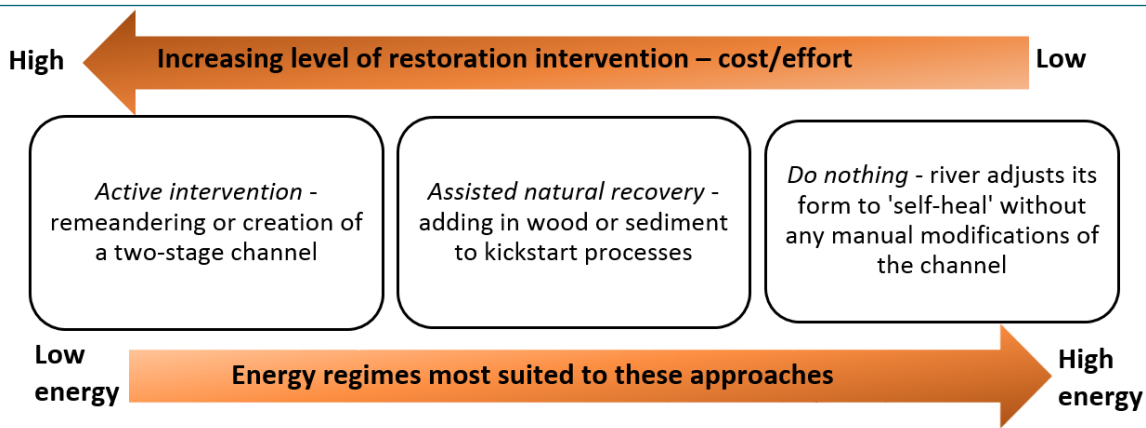 High
Increasing level of restoration intervention – cost/effort
Low
Active intervention -
remeandering or creation of
a two-stage channel
Assisted natural recovery -
adding in wood or sediment
to kickstart processes
Do nothing - river adjusts its
form to 'self-heal' without
any manual modifications of
the channel
Low
energy
Energy regimes most suited to these approaches
High
energy